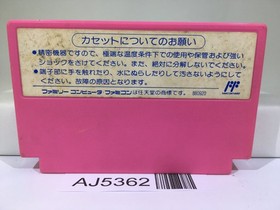 カセットについてのお願い
●精密機器ですので、極端な温度条件下での使用や保管および強い
ショックをさけてください。また、絶対に分解しないでください。
●端子部に手を触れたり、水にぬらしたりして汚さないようにして
ください。故障の原因となります。
ファミリーコンピュータ・ファミコンは任天堂の商標です。
AJ5362